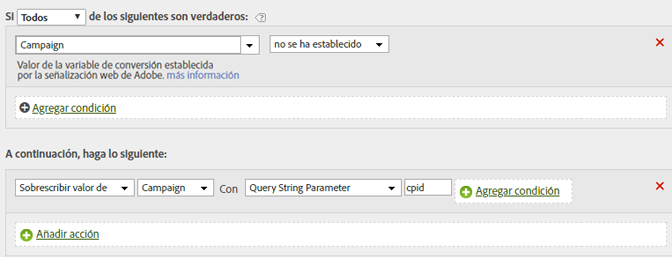 SI Todos de los siguientes son verdaderos:
Campaign no se ha establecido
Valor de la variable de conversión establecida
por la señalización web de Adobe. más información
Agregar condición
A continuación, haga lo siguiente:
Sobrescribir valor de Campaign Con Query String Parameter cpid Agregar condición
Añadir acción